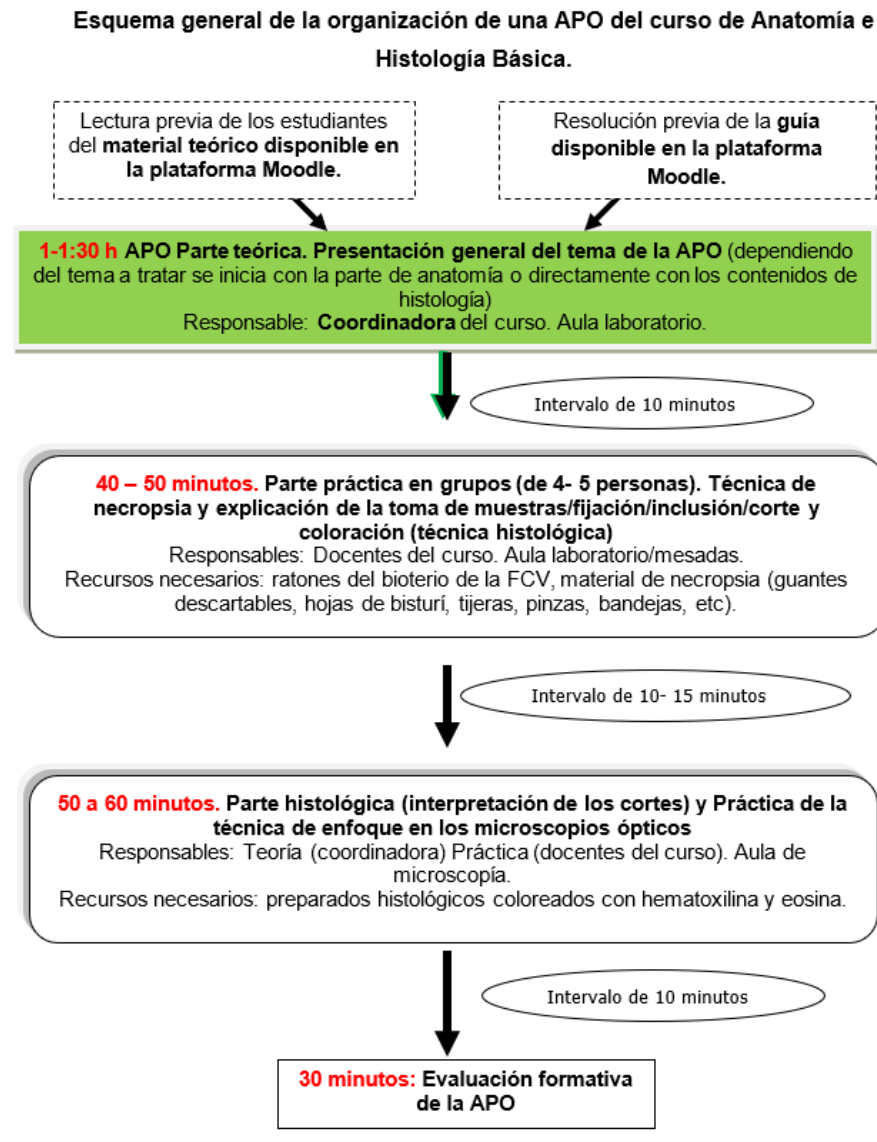 Esquema general de la organización de una APO del curso de Anatomía e
Histología Básica.
Lectura previa de los estudiantes
del material teórico disponible en
la plataforma Moodle.
Resolución previa de la guía
disponible en la plataforma
Moodle.
1-1:30 h APO Parte teórica. Presentación general del tema de la APO (dependiendo
del tema a tratar se inicia con la parte de anatomía o directamente con los contenidos de
histología)
Responsable: Coordinadora del curso. Aula laboratorio.
Intervalo de 10 minutos
40 – 50 minutos. Parte práctica en grupos (de 4- 5 personas). Técnica de
necropsia y explicación de la toma de muestras/fijación/inclusión/corte y
coloración (técnica histológica)
Responsables: Docentes del curso. Aula laboratorio/mesadas.
Recursos necesarios: ratones del bioterio de la FCV, material de necropsia (guantes
descartables, hojas de bisturí, tijeras, pinzas, bandejas, etc).
Intervalo de 10- 15 minutos
50 a 60 minutos. Parte histológica (interpretación de los cortes) y Práctica de la
técnica de enfoque en los microscopios ópticos
Responsables: Teoría (coordinadora) Práctica (docentes del curso). Aula de
microscopía.
Recursos necesarios: preparados histológicos coloreados con hematoxilina y eosina.
Intervalo de 10 minutos
30 minutos: Evaluación formativa
de la APO